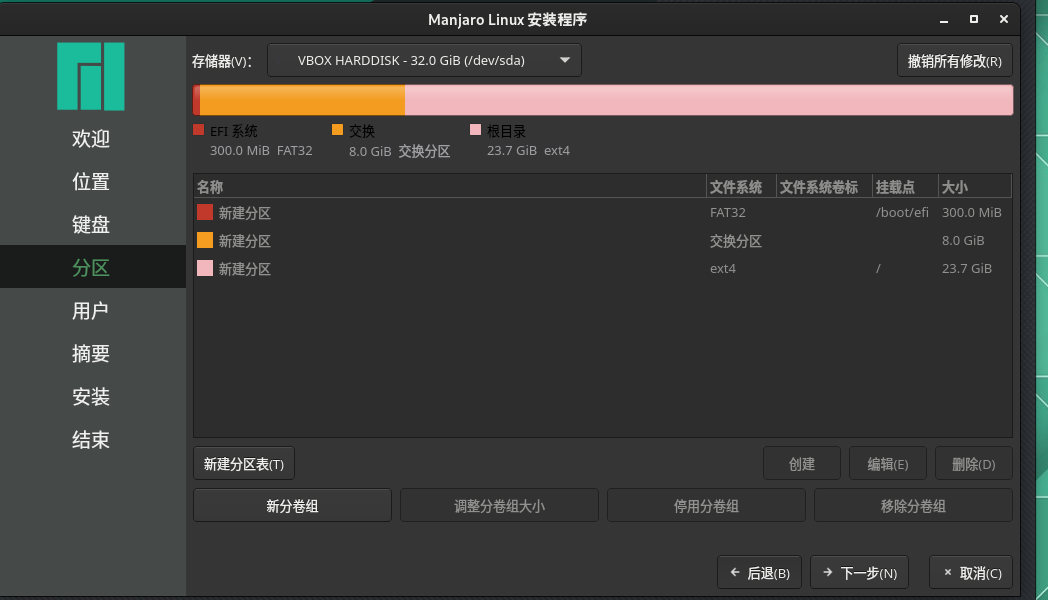 Manjaro Linux 安装程序
存储器(V)： VBOX HARDDISK - 32.0 GiB (/dev/sda) 撤销所有修改(R)
EFI 系统 交换 根目录
300.0 MiB FAT32 8.0 GiB 交换分区 23.7 GiB ext4
欢迎
位置
键盘
分区
用户
摘要
安装
结束
名称 文件系统 文件系统卷标 挂载点 大小
新建分区 FAT32 /boot/efi 300.0 MiB
新建分区 交换分区 8.0 GiB
新建分区 ext4 / 23.7 GiB
新建分区表(T) 创建 编辑(E) 删除(D)
新分卷组 调整分卷组大小 停用分卷组 移除分卷组
后退(B) 下一步(N) 取消(C)